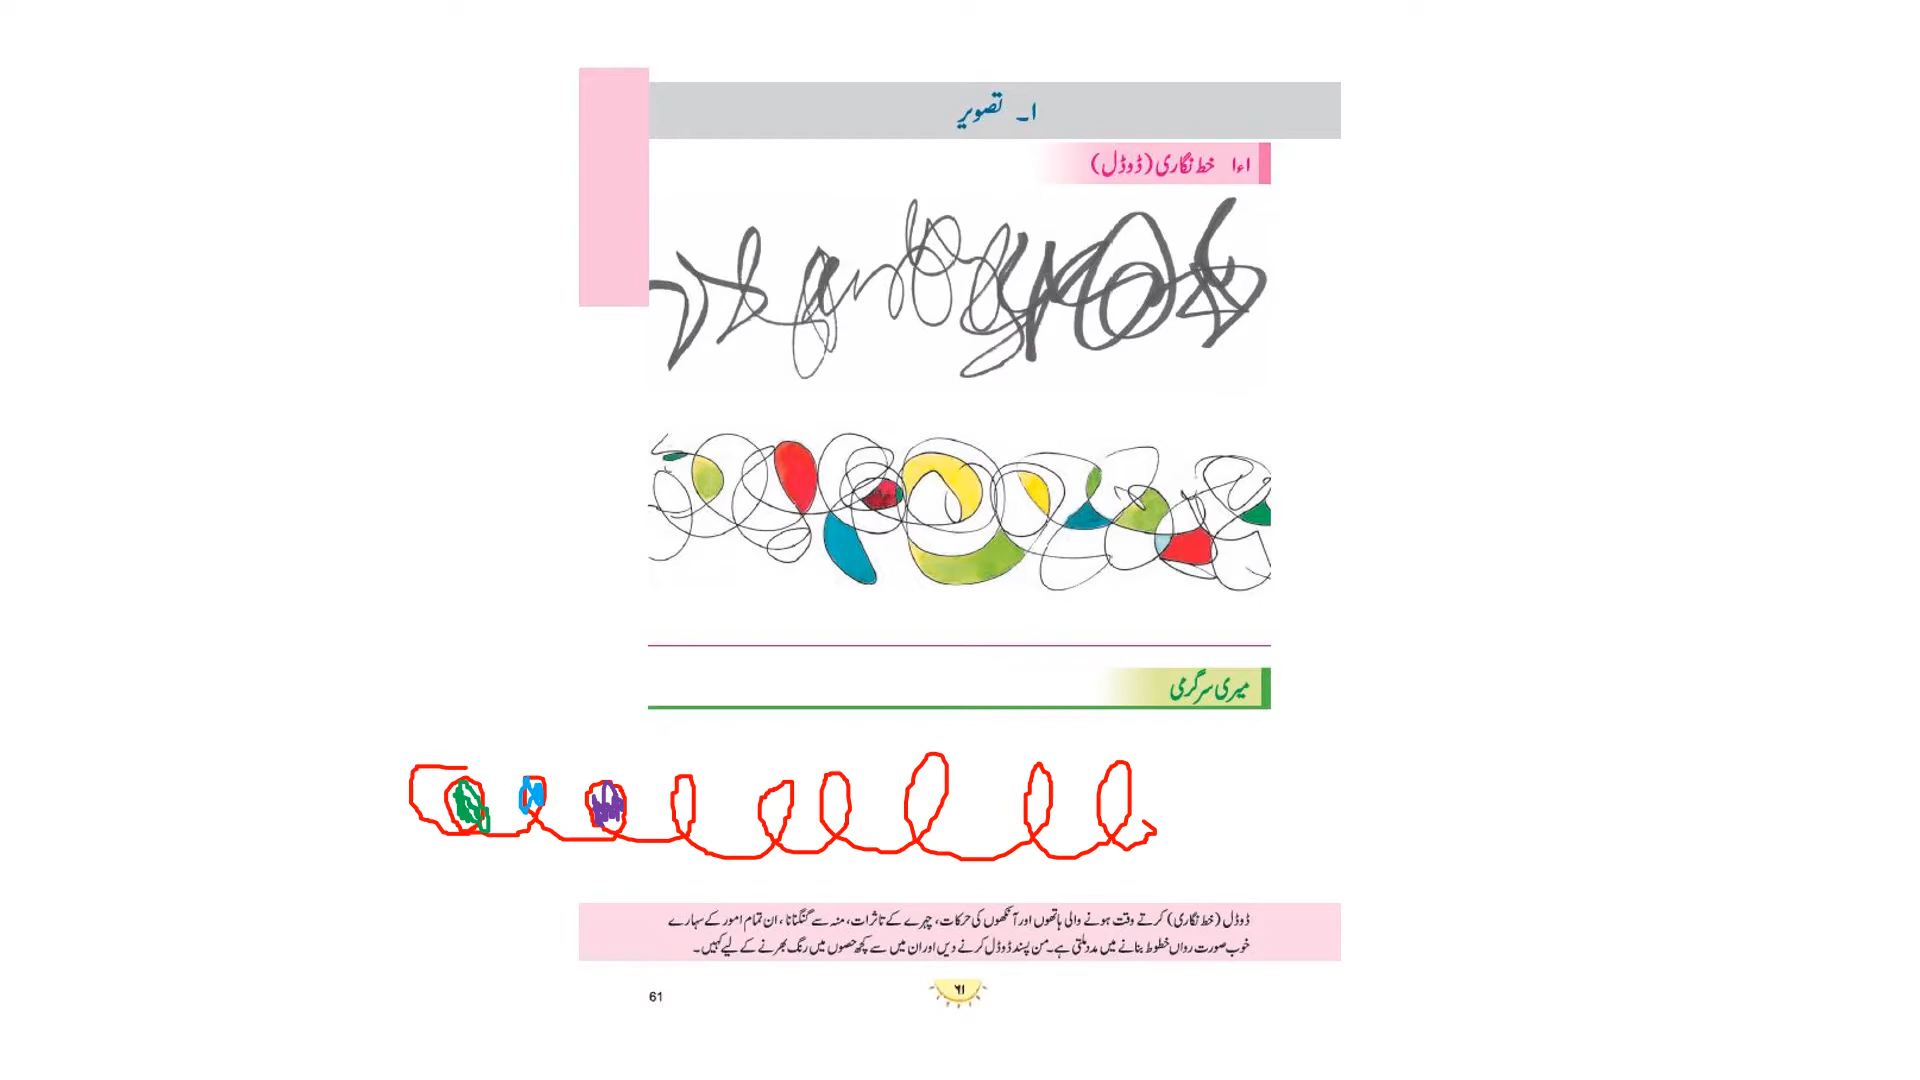 ۱۔ تصویر
۱ء۱ خط نگاری (ڈوڈل)
میری سرگرمی
ڈوڈل (خط نگاری) کرتے وقت ہونے والی ہاتھوں اور آنکھوں کی حرکات، چہرے کے تاثرات، منہ سے گنگنانا، ان تمام امور کے سہارے
خوب صورت رواں خطوط بنانے میں مدد ملتی ہے۔ من پسند ڈوڈل کرنے دیں اور ان میں سے کچھ حصوں میں رنگ بھرنے کے لیے کہیں۔
۶۱
61